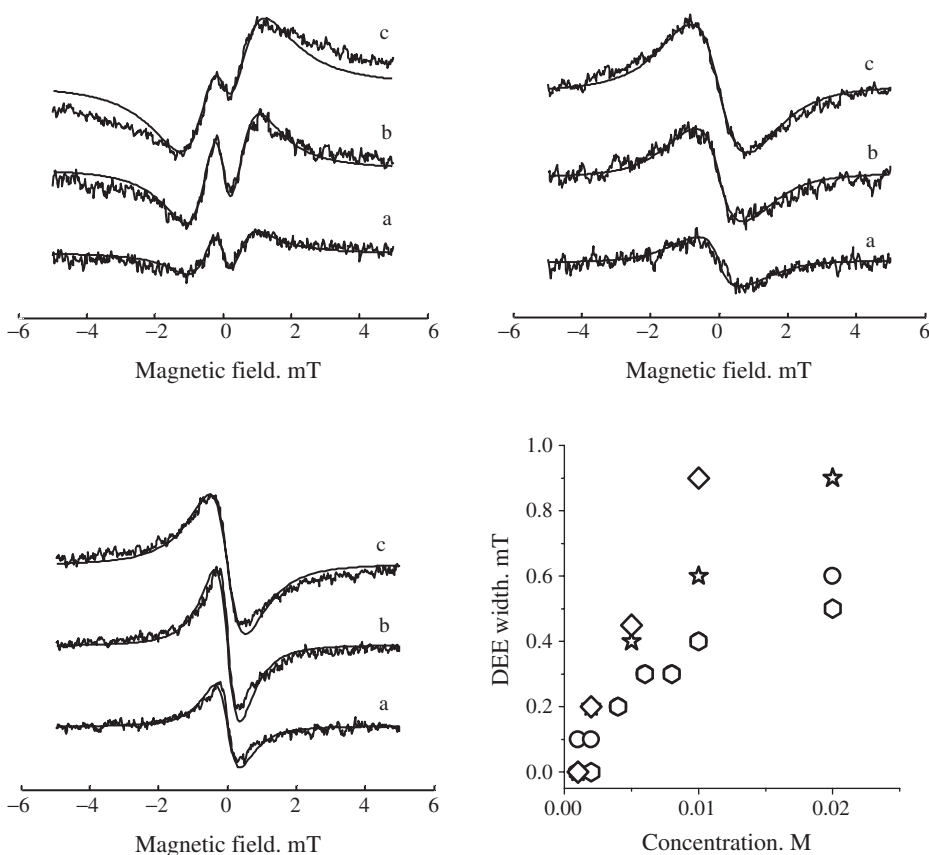 c
b
a
−6 −4 −2 0 2 4 6
Magnetic field. mT
c
b
a
−6 −4 −2 0 2 4 6
Magnetic field. mT
c
b
a
−6 −4 −2 0 2 4 6
Magnetic field. mT
1.0
0.8
0.6
0.4
0.2
0.0
DEE width. mT
0.00 0.01 0.02
Concentration. M